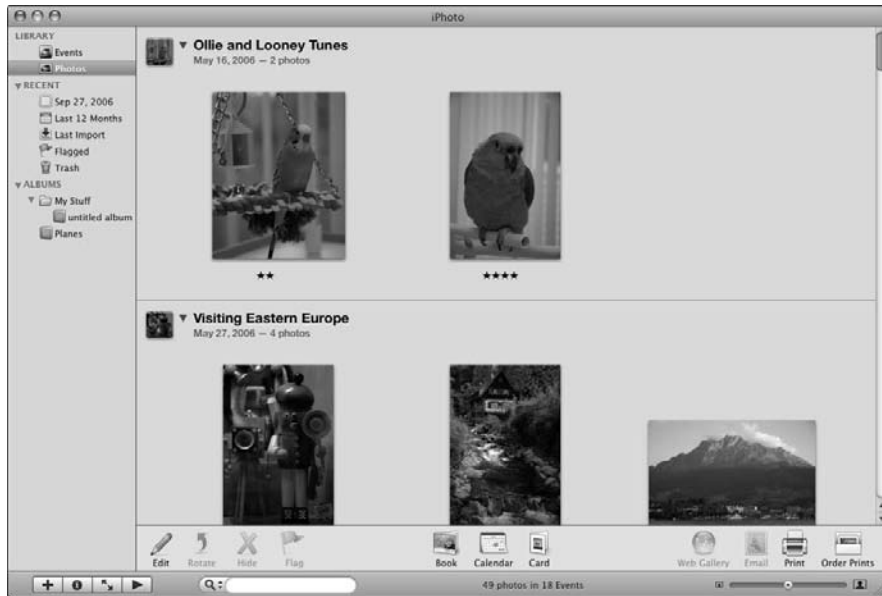 iPhoto
LIBRARY
Events
Photos
RECENT
Sep 27, 2006
Last 12 Months
Last Import
Flagged
Trash
ALBUMS
My Stuff
untitled album
Planes
Ollie and Looney Tunes
May 16, 2006 — 2 photos
★★
★★★★
Visiting Eastern Europe
May 27, 2006 — 4 photos
Edit
Rotate
Hide
Flag
Book
Calendar
Card
Web Gallery
Email
Print
Order Prints
49 photos in 18 Events